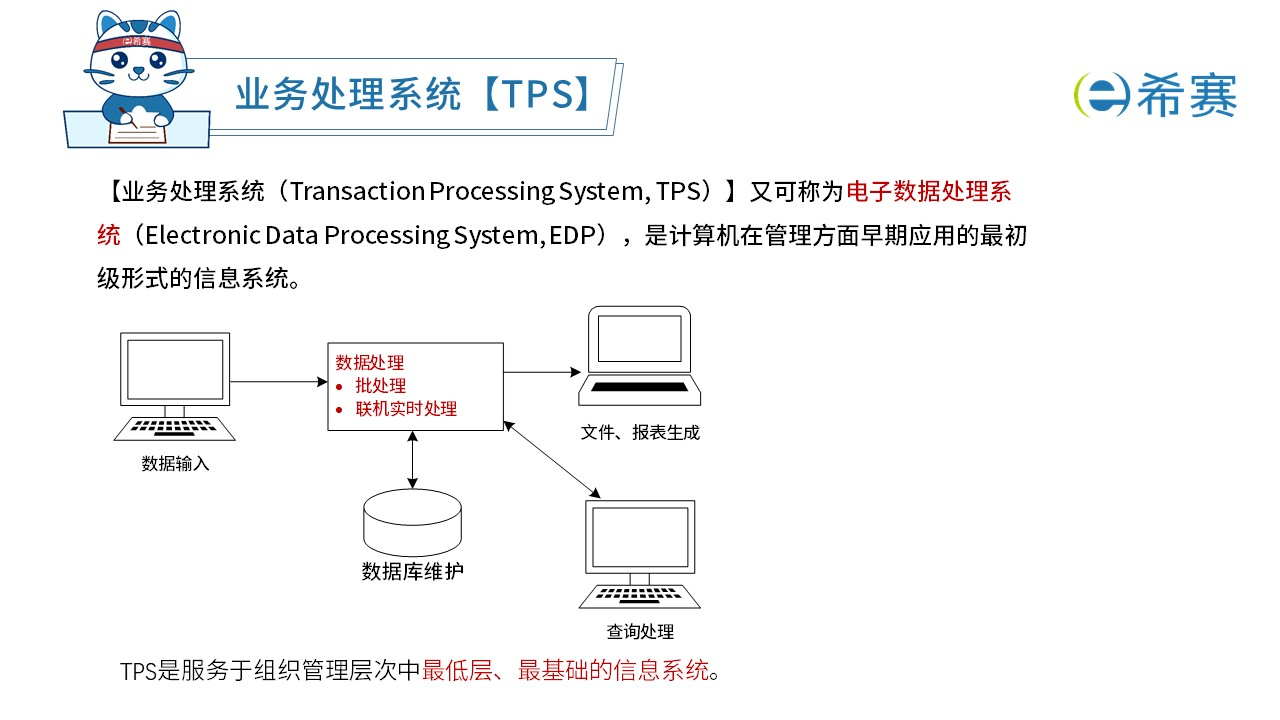 希赛
业务处理系统【TPS】
希赛
【业务处理系统（Transaction Processing System, TPS）】又可称为电子数据处理系
统（Electronic Data Processing System, EDP），是计算机在管理方面早期应用的最初
级形式的信息系统。
数据处理
• 批处理
• 联机实时处理
数据输入
文件、报表生成
数据库维护
查询处理
TPS是服务于组织管理层次中最低层、最基础的信息系统。